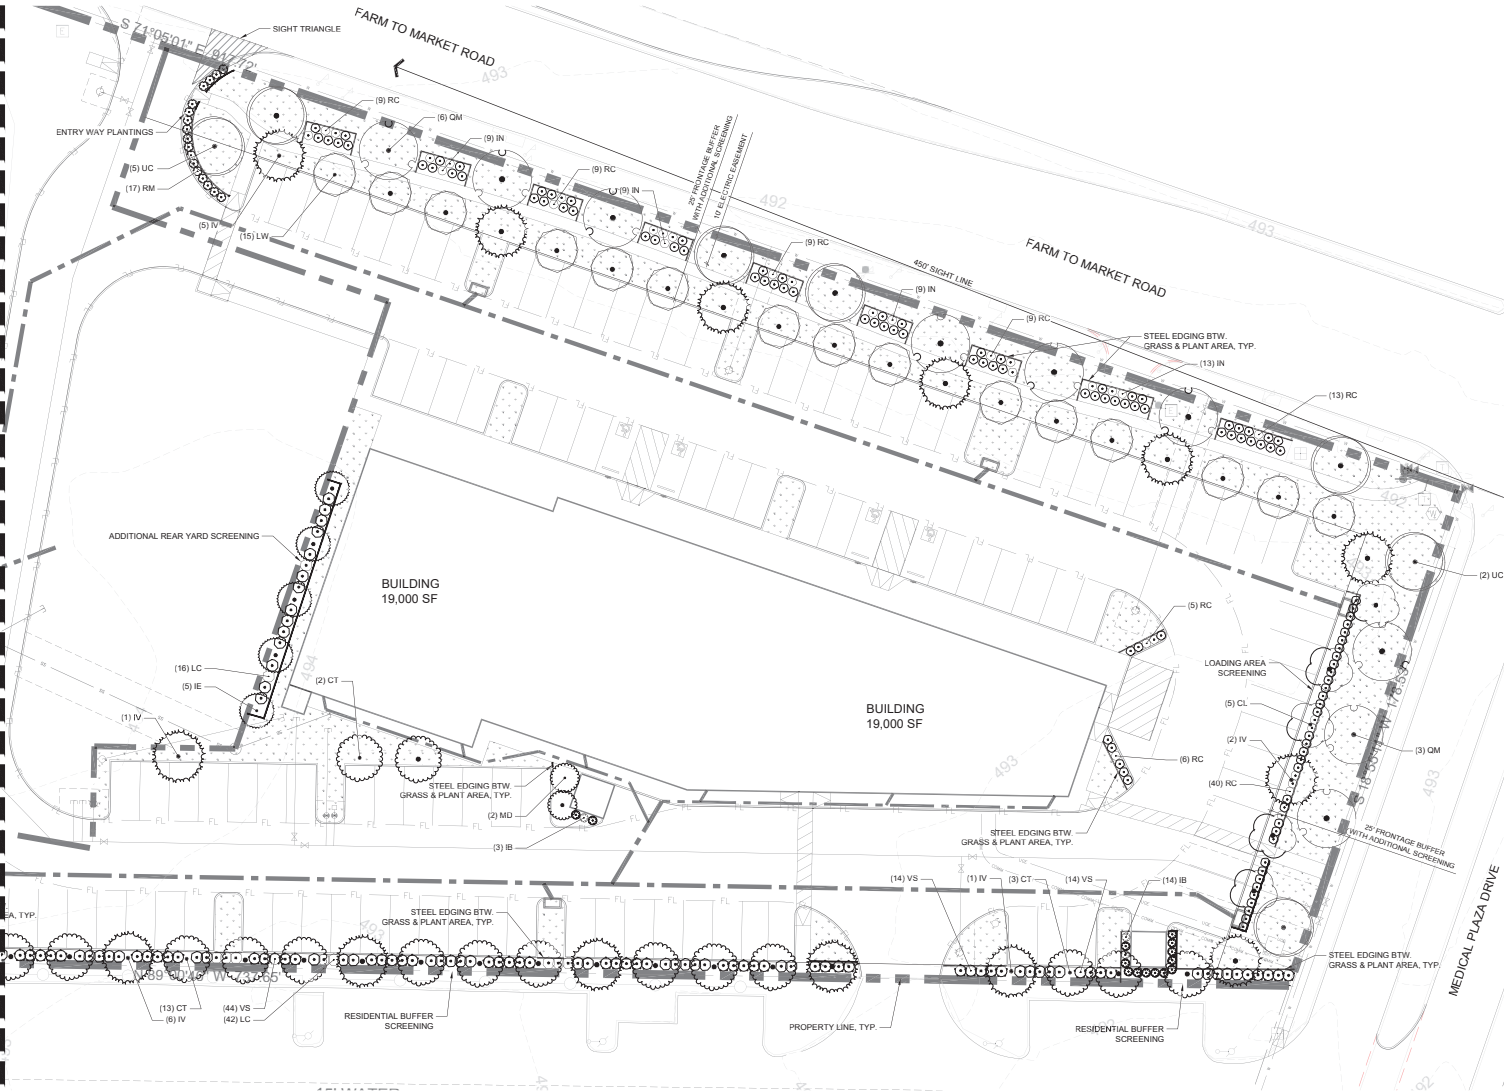 SIGHT TRIANGLE
FARM TO MARKET ROAD
S 71°05'01" E 917.72'
493
(9) RC
(6) QM
(9) IN
ENTRY WAY PLANTINGS
(5) UC
(17) RM
(9) RC
(9) IN
25' FRONTAGE BUFFER
WITH ADDITIONAL SCREENING
10' ELECTRIC EASEMENT
492
493
(5) IV
(15) LW
(9) RC
450' SIGHT LINE
FARM TO MARKET ROAD
(9) IN
(9) RC
STEEL EDGING BTW.
GRASS & PLANT AREA, TYP.
(13) IN
(13) RC
492
ADDITIONAL REAR YARD SCREENING
BUILDING
19,000 SF
493
(2) UC
(5) RC
494
(16) LC
(5) IE
(2) CT
(1) IV
LOADING AREA
SCREENING
(5) CL
(2) IV
(3) QM
BUILDING
19,000 SF
493
(6) RC
(40) RC
493
STEEL EDGING BTW.
GRASS & PLANT AREA, TYP.
(2) MD
(3) IB
STEEL EDGING BTW.
GRASS & PLANT AREA, TYP.
25' FRONTAGE BUFFER
WITH ADDITIONAL SCREENING
MEDICAL PLAZA DRIVE
(14) VS
(1) IV
(3) CT
(14) VS
(14) IB
EA, TYP.
STEEL EDGING BTW.
GRASS & PLANT AREA, TYP.
493
STEEL EDGING BTW.
GRASS & PLANT AREA, TYP.
(13) CT
(6) IV
(44) VS
(42) LC
RESIDENTIAL BUFFER
SCREENING
PROPERTY LINE, TYP.
RESIDENTIAL BUFFER
SCREENING